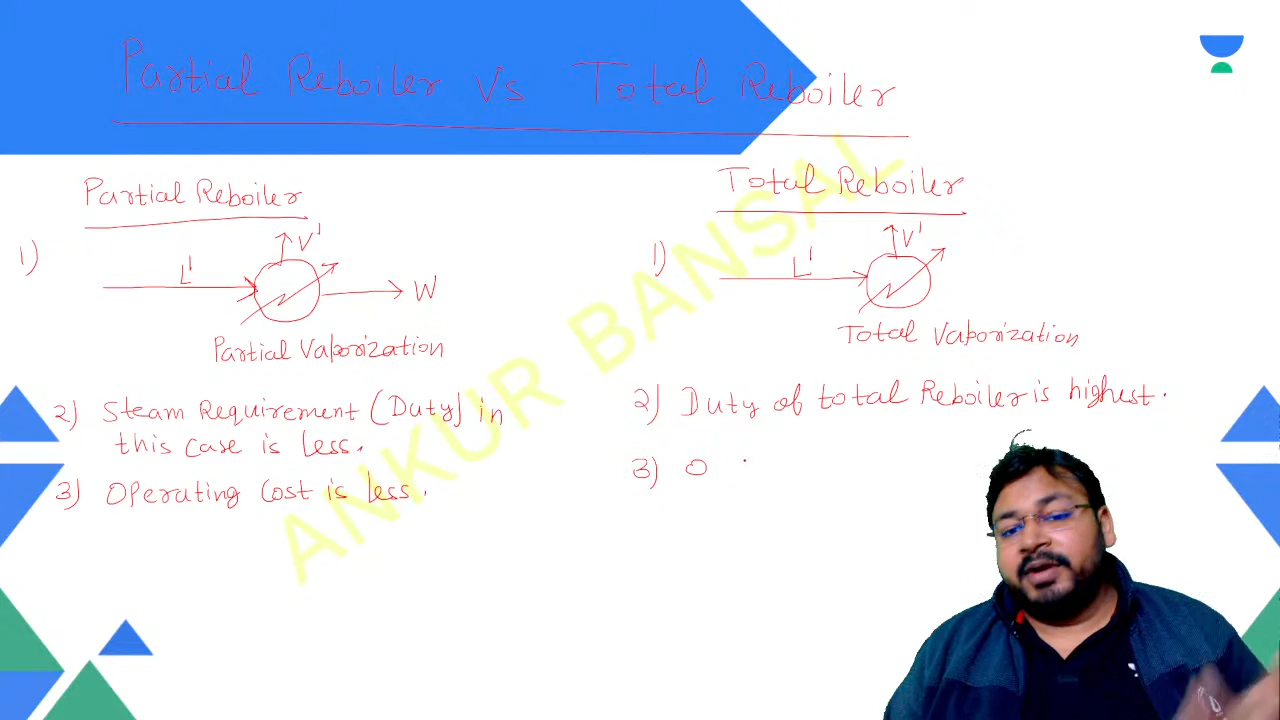 Partial Reboiler Vs Total Reboiler
Partial Reboiler
1)
L'
V'
W
Partial Vaporization
2) Steam Requirement (Duty) in
this case is less.
3) Operating Cost is less.
Total Reboiler
1)
L'
V'
Total Vaporization
2) Duty of total Reboiler is highest.
3) O
ANKUR BANSAL